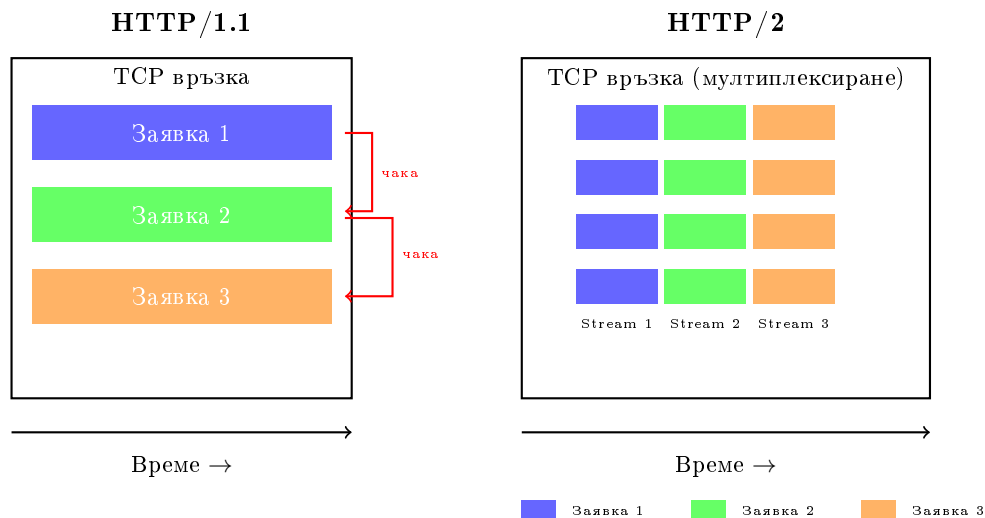 HTTP/1.1
TCP връзка
Заявка 1
чака
Заявка 2
чака
Заявка 3
Време →
HTTP/2
TCP връзка (мултиплексиране)
Stream 1 Stream 2 Stream 3
Време →
Заявка 1 Заявка 2 Заявка 3